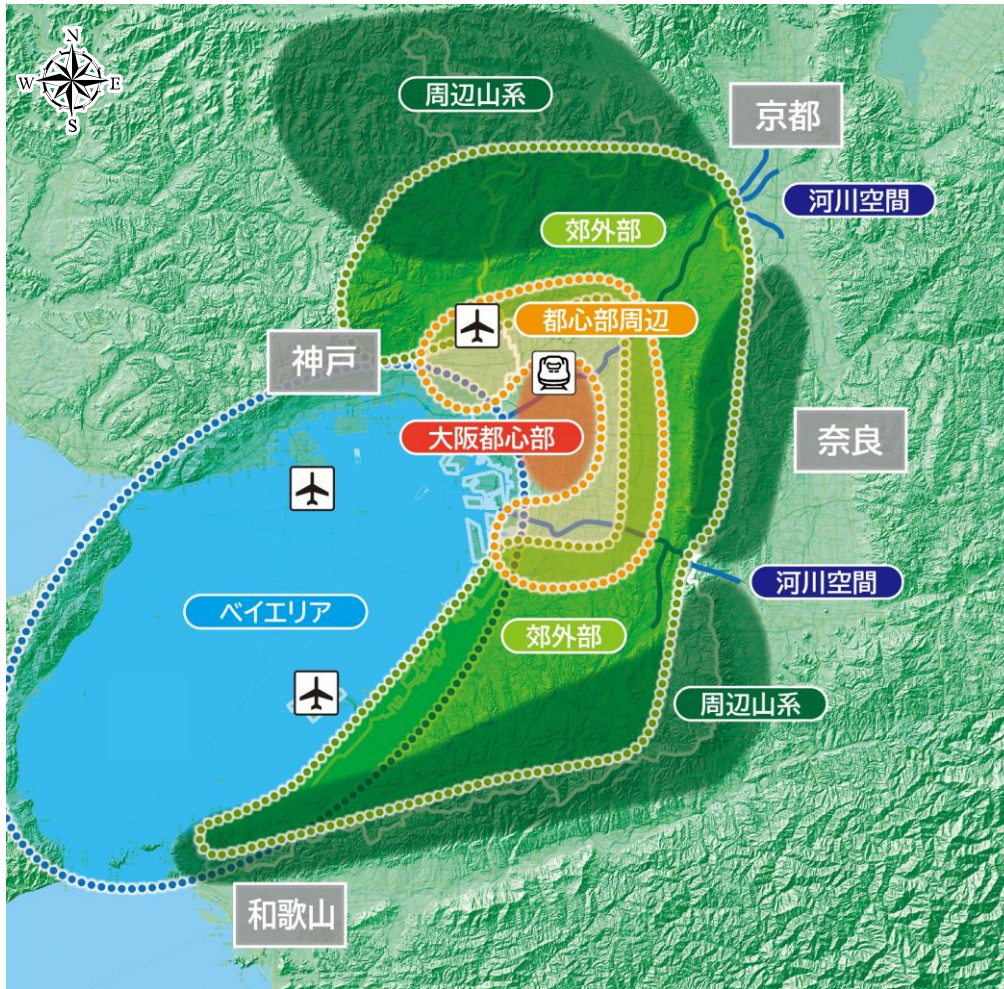 N
W
E
S
周辺山系
京都
河川空間
郊外部
都心部周辺
神戸
大阪都心部
奈良
河川空間
ベイエリア
郊外部
周辺山系
和歌山